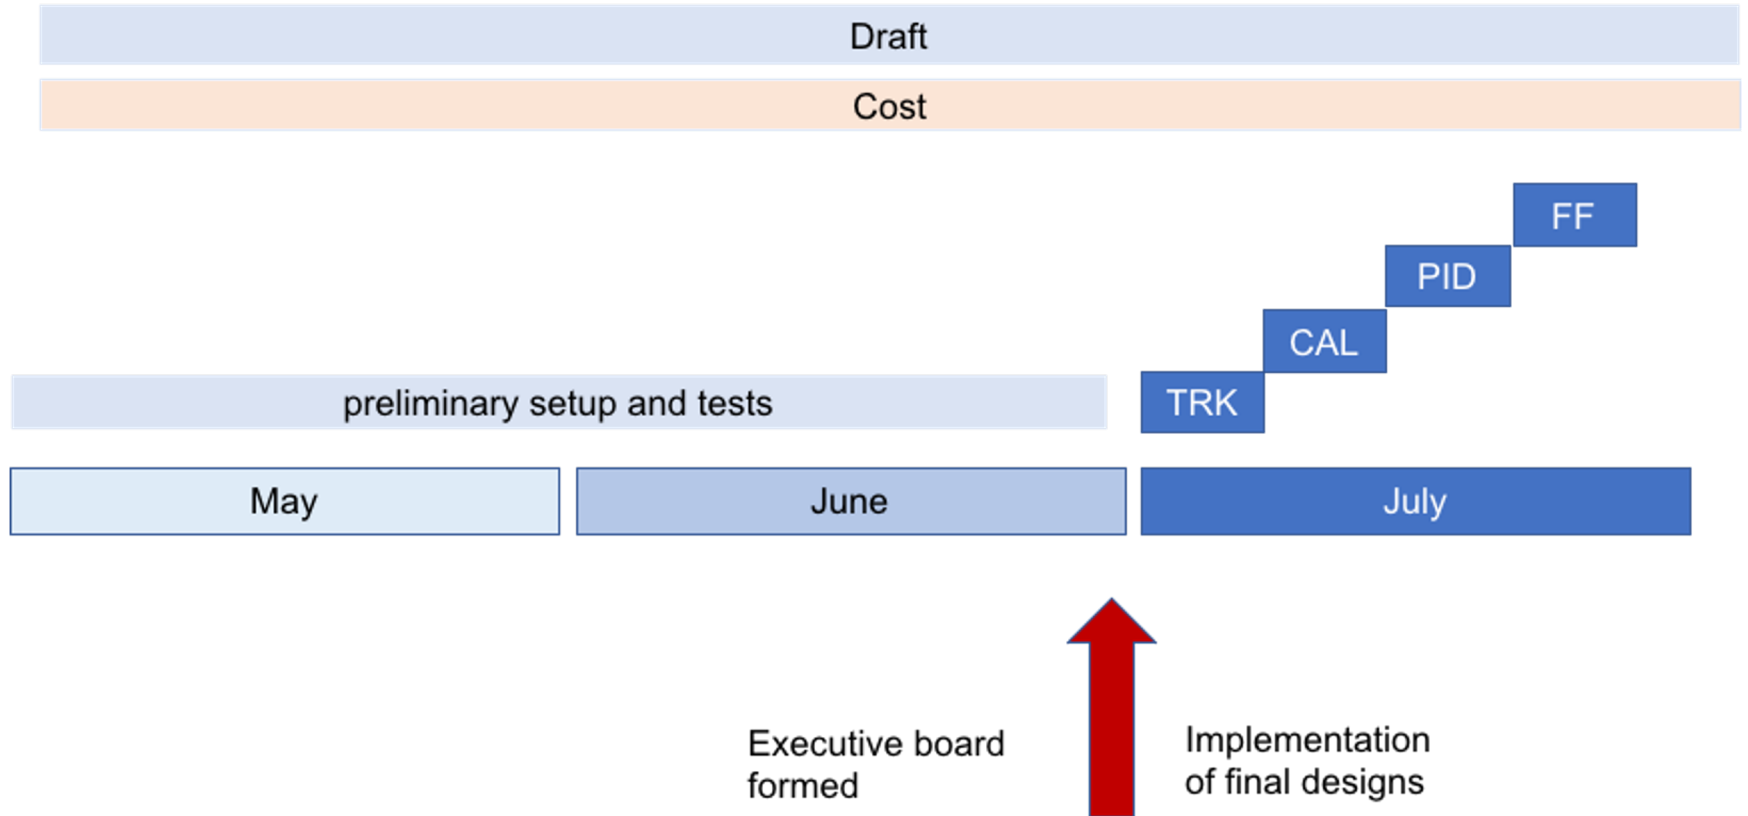 Draft
Cost
FF
PID
CAL
TRK
preliminary setup and tests
May
June
July
Executive board
formed
Implementation
of final designs